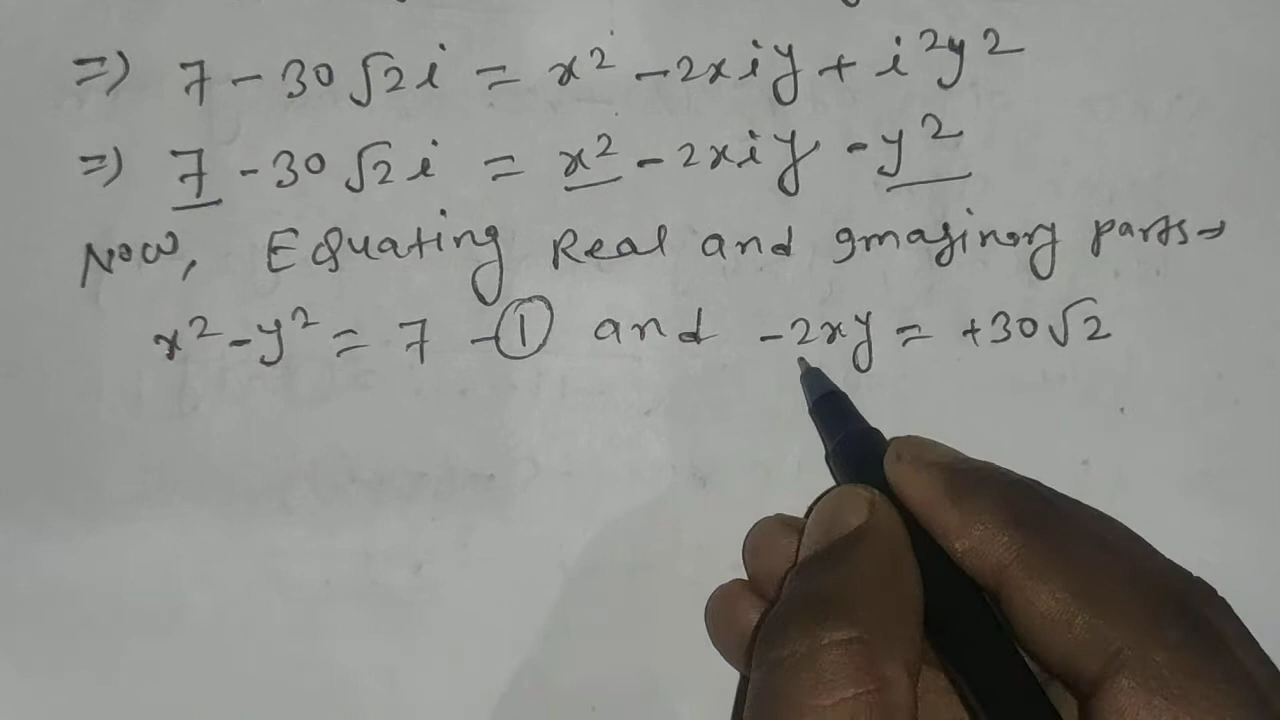 => 7 - 30√2i = x² - 2xiy + i²y²
=> 7 - 30√2i = x² - 2xiy - y²
Now, Equating Real and Imaginary parts→
x² - y² = 7 -① and -2xy = +30√2